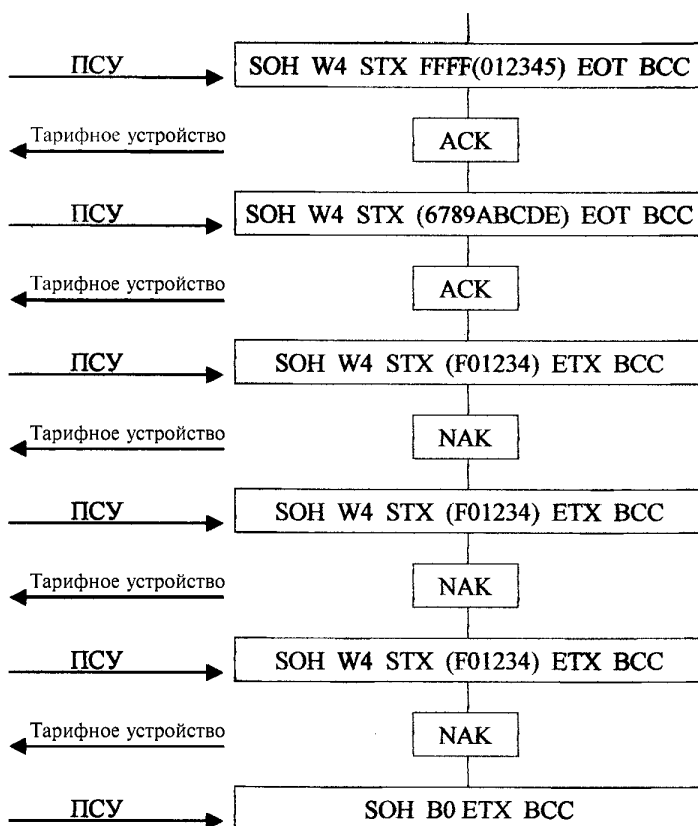 ПСУ SOH W4 STX FFFF(012345) EOT BCC
Тарифное устройство ACK
ПСУ SOH W4 STX (6789ABCDE) EOT BCC
Тарифное устройство ACK
ПСУ SOH W4 STX (F01234) ETX BCC
Тарифное устройство NAK
ПСУ SOH W4 STX (F01234) ETX BCC
Тарифное устройство NAK
ПСУ SOH W4 STX (F01234) ETX BCC
Тарифное устройство NAK
ПСУ SOH B0 ETX BCC